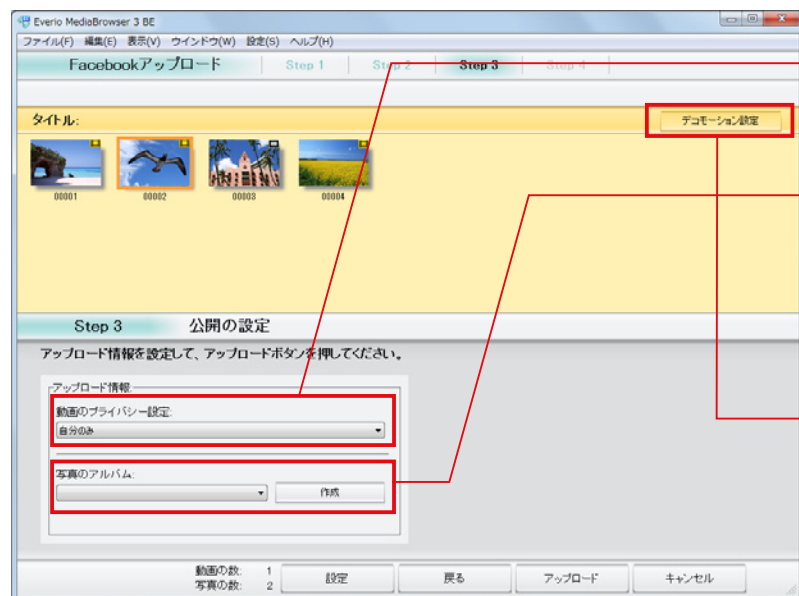 Everio MediaBrowser 3 BE
ファイル(F) 編集(E) 表示(V) ウインドウ(W) 設定(S) ヘルプ(H)
Facebookアップロード Step 1 Step 2 Step 3 Step 4
タイトル: デコモーション設定
00001 00002 00003 00004
Step 3 公開の設定
アップロード情報を設定して、アップロードボタンを押してください。
アップロード情報
動画のプライバシー設定:
自分のみ
写真のアルバム:
作成
動画の数: 1
写真の数: 2
設定 戻る アップロード キャンセル